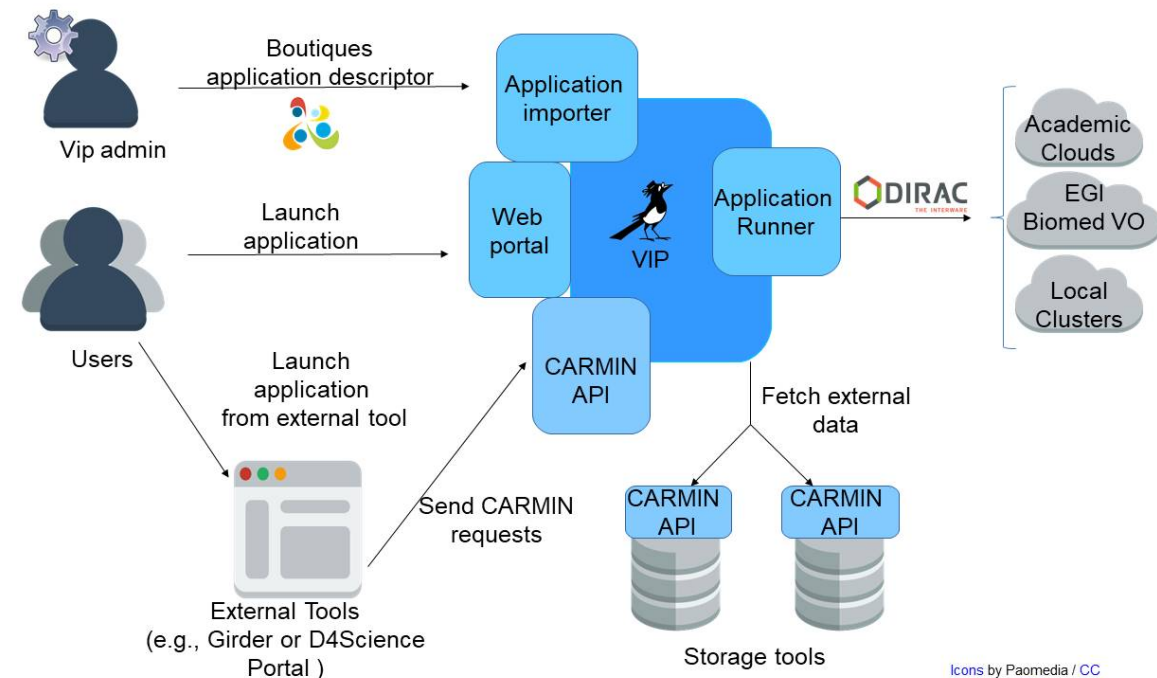 Boutiques
application descriptor
Vip admin
Application
importer
Launch
application
Users
Web
portal
VIP
Application
Runner
DIRAC
THE INTERWARE
Academic
Clouds
EGI
Biomed VO
Local
Clusters
Launch
application
from external tool
CARMIN
API
Fetch external
data
Send CARMIN
requests
CARMIN
API
CARMIN
API
External Tools
(e.g., Girder or D4Science
Portal )
Storage tools
Icons by Paomedia / CC